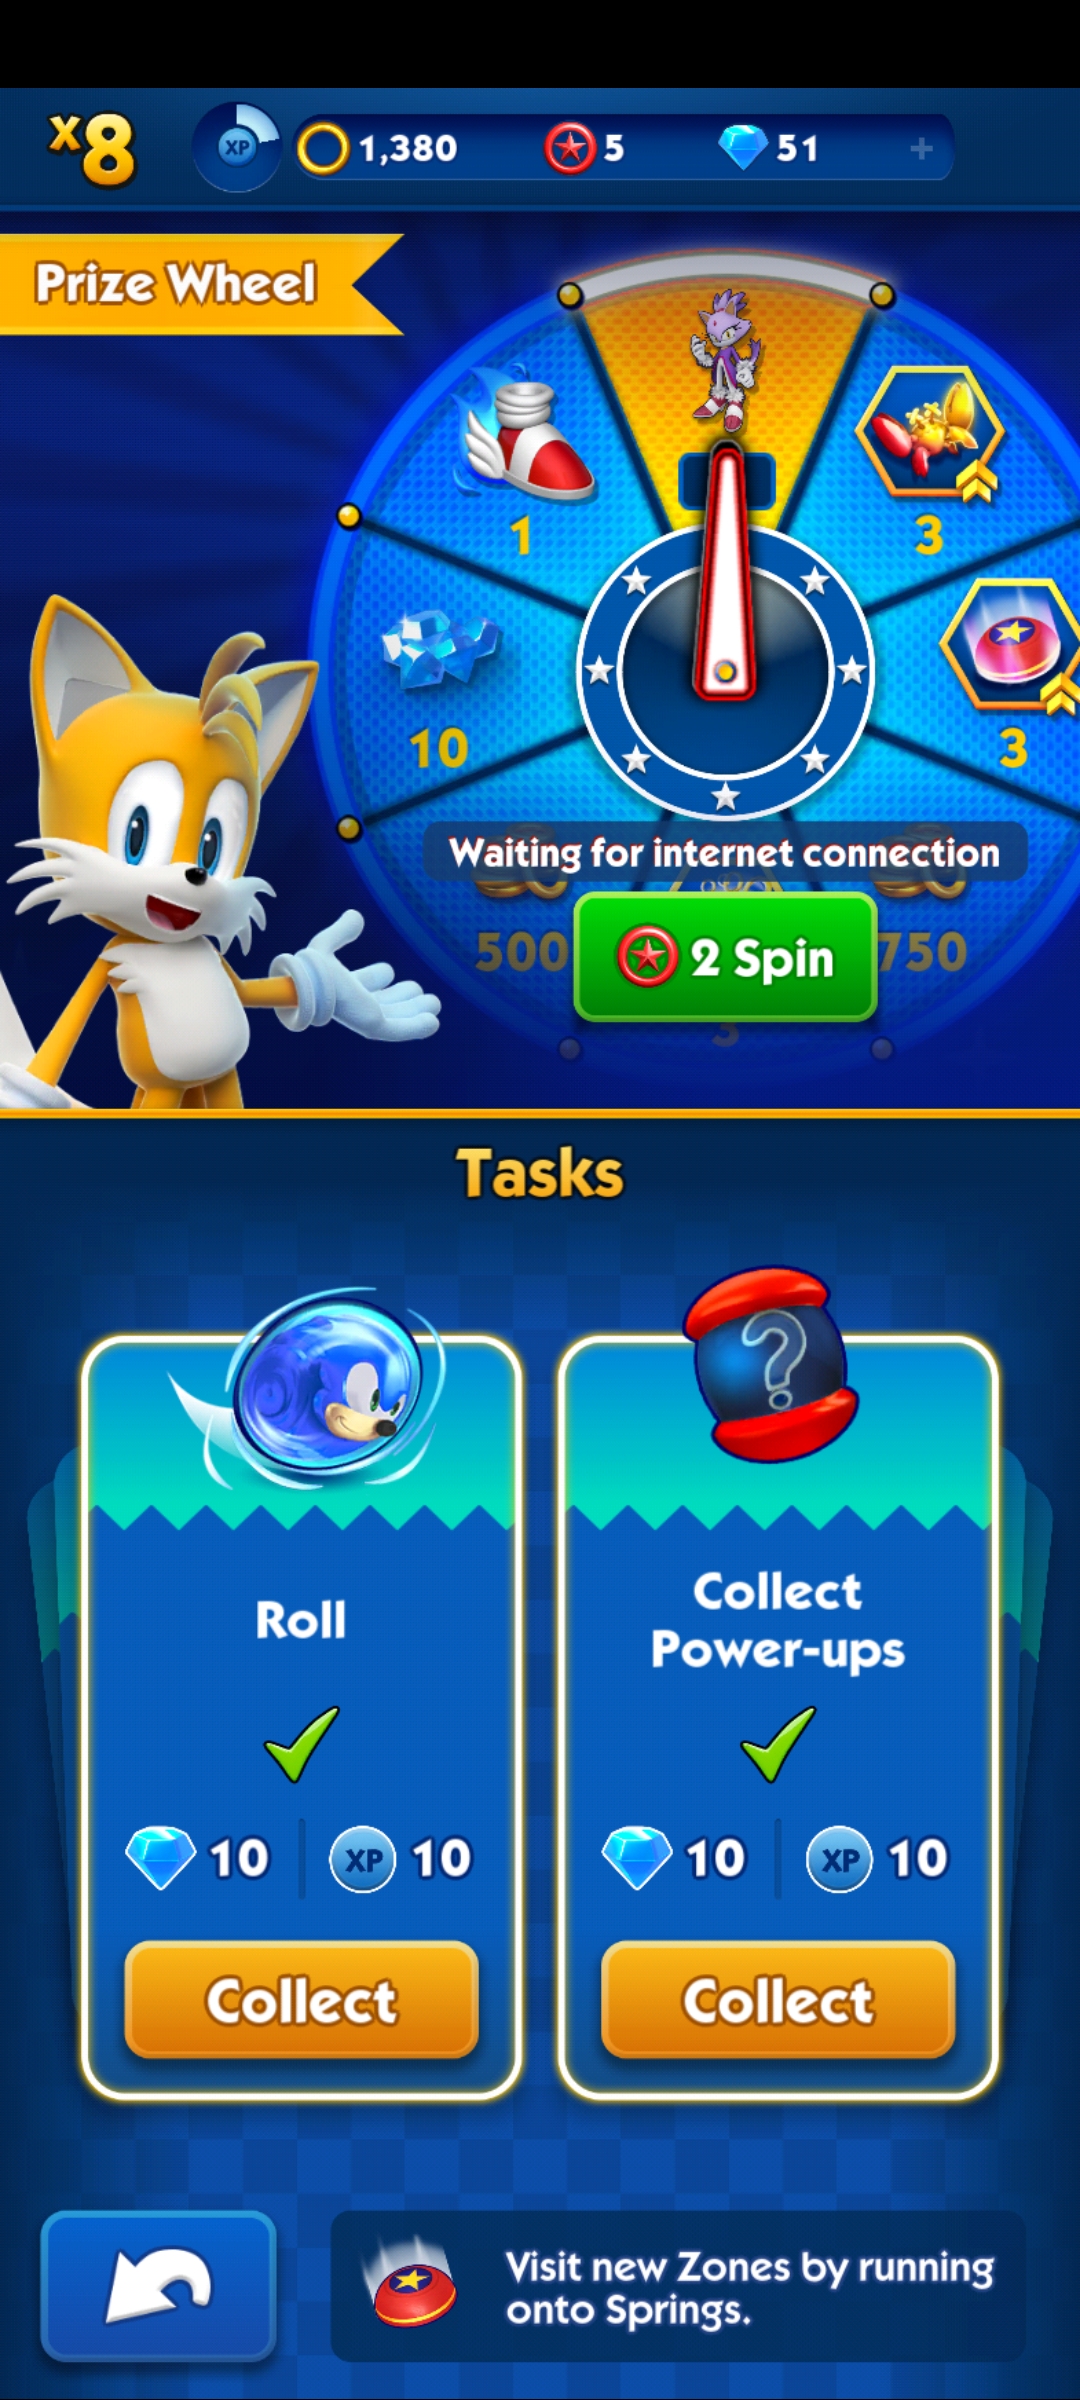 x8
XP
1,380
5
51
+
Prize Wheel
1
3
10
3
Waiting for internet connection
500
2 Spin
750
3
Tasks
?
Roll
Collect
Power-ups
10
XP
10
10
XP
10
Collect
Collect
Visit new Zones by running
onto Springs.